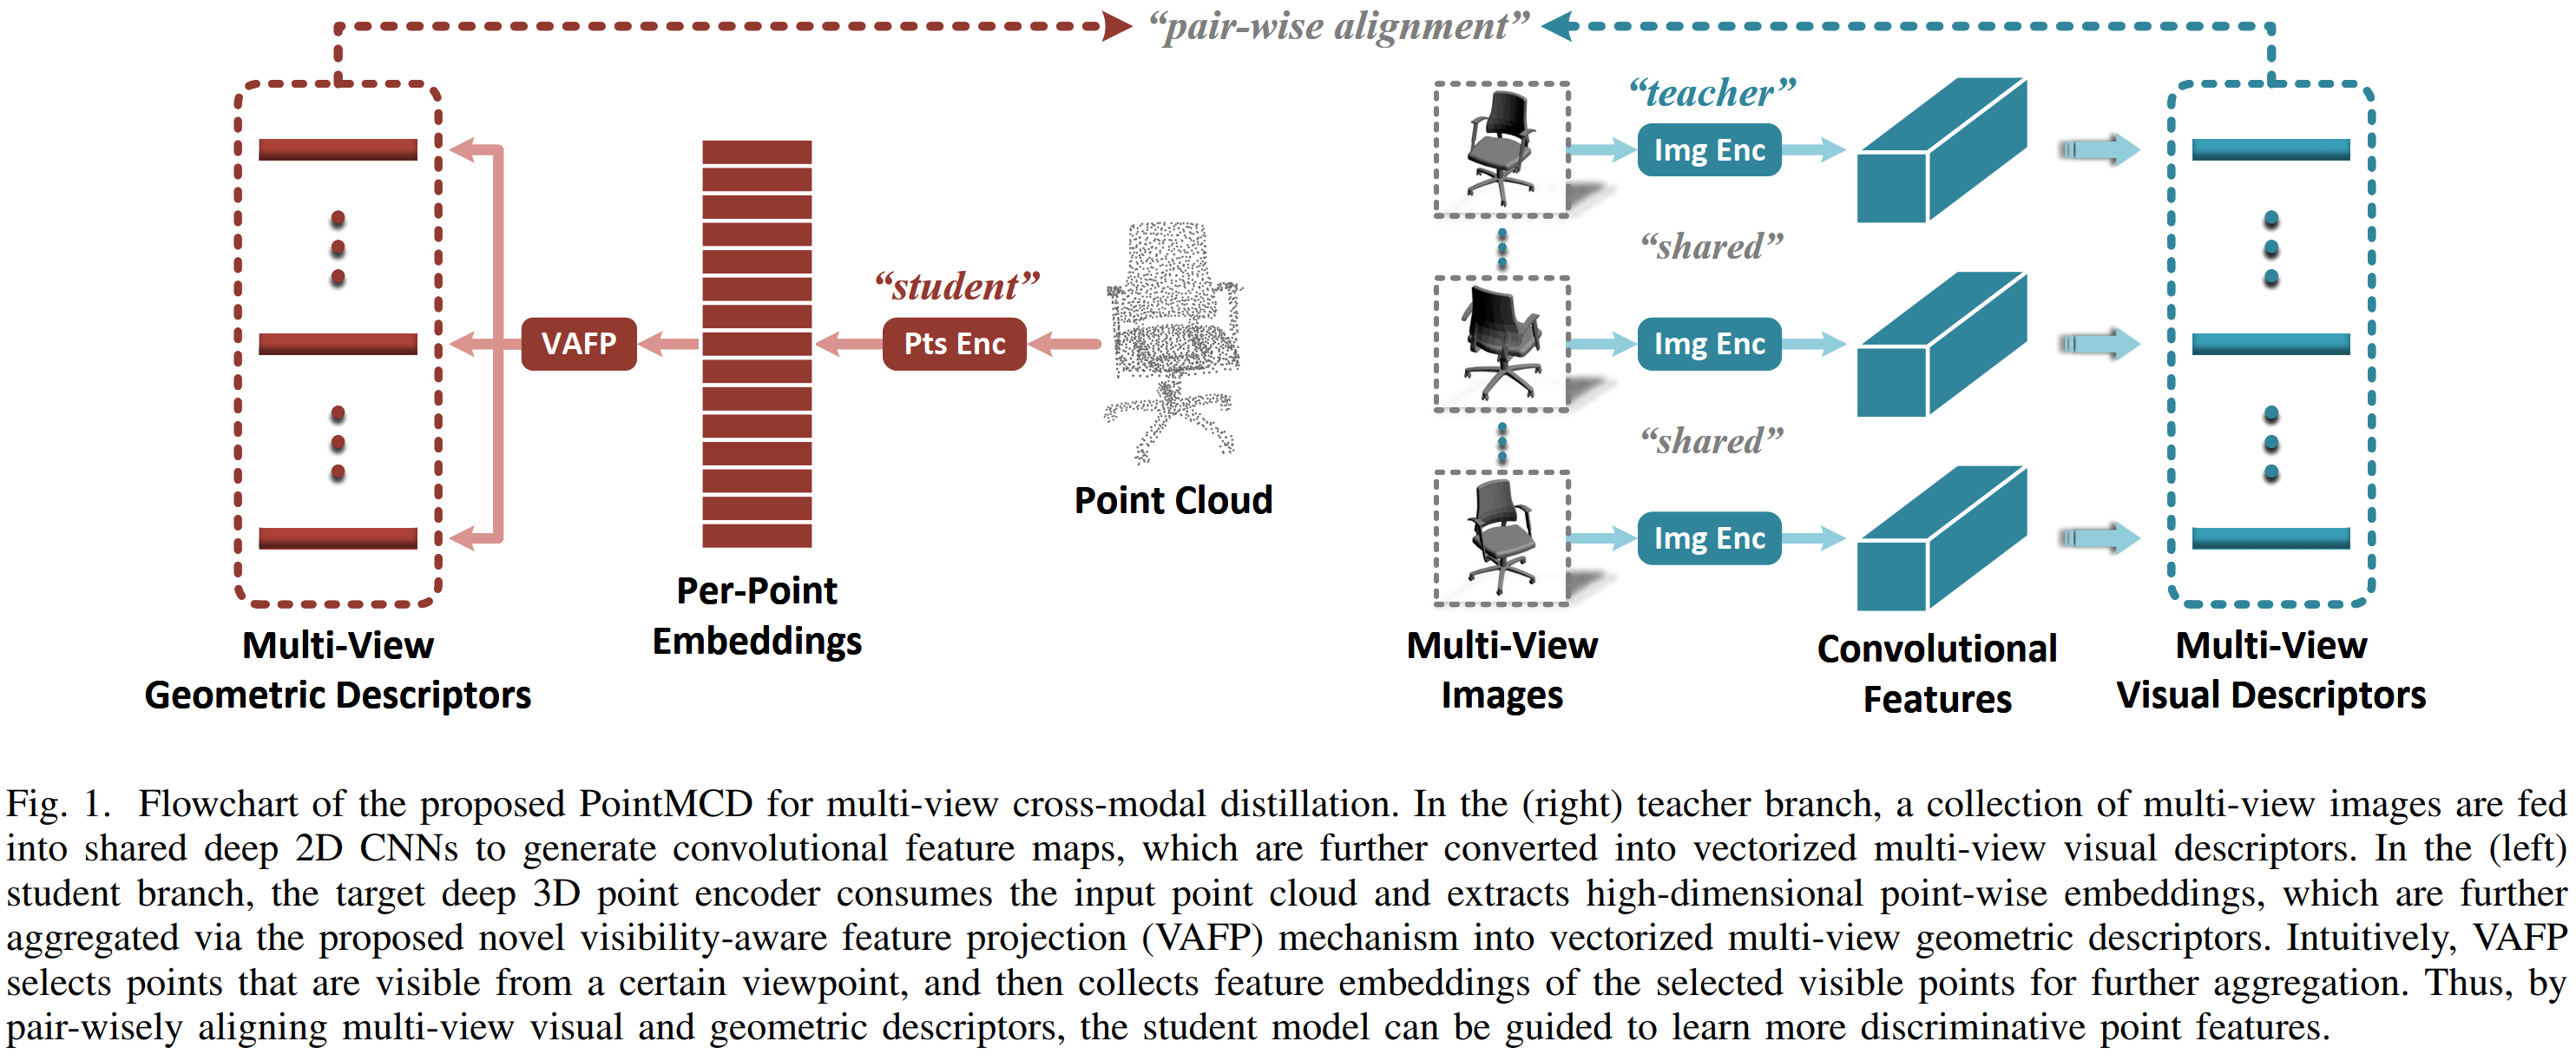 “pair-wise alignment”
“student”
VAFP
Pts Enc
Point Cloud
Per-Point
Embeddings
Multi-View
Geometric Descriptors
“teacher”
Img Enc
“shared”
Img Enc
“shared”
Img Enc
Multi-View
Images
Convolutional
Features
Multi-View
Visual Descriptors
Fig. 1. Flowchart of the proposed PointMCD for multi-view cross-modal distillation. In the (right) teacher branch, a collection of multi-view images are fed
into shared deep 2D CNNs to generate convolutional feature maps, which are further converted into vectorized multi-view visual descriptors. In the (left)
student branch, the target deep 3D point encoder consumes the input point cloud and extracts high-dimensional point-wise embeddings, which are further
aggregated via the proposed novel visibility-aware feature projection (VAFP) mechanism into vectorized multi-view geometric descriptors. Intuitively, VAFP
selects points that are visible from a certain viewpoint, and then collects feature embeddings of the selected visible points for further aggregation. Thus, by
pair-wisely aligning multi-view visual and geometric descriptors, the student model can be guided to learn more discriminative point features.